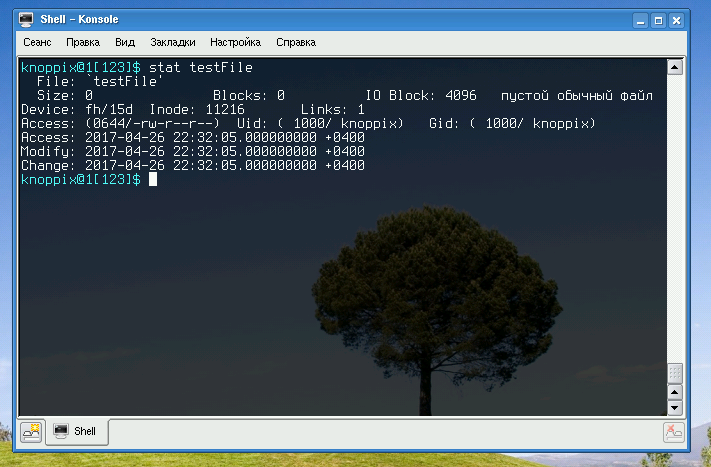 Shell - Konsole
Сеанс Правка Вид Закладки Настройка Справка
knoppix@1[123]$ stat testFile
File: `testFile'
Size: 0 Blocks: 0 IO Block: 4096 пустой обычный файл
Device: fh/15d Inode: 11216 Links: 1
Access: (0644/-rw-r--r--) Uid: ( 1000/ knoppix) Gid: ( 1000/ knoppix)
Access: 2017-04-26 22:32:05.000000000 +0400
Modify: 2017-04-26 22:32:05.000000000 +0400
Change: 2017-04-26 22:32:05.000000000 +0400
knoppix@1[123]$
Shell